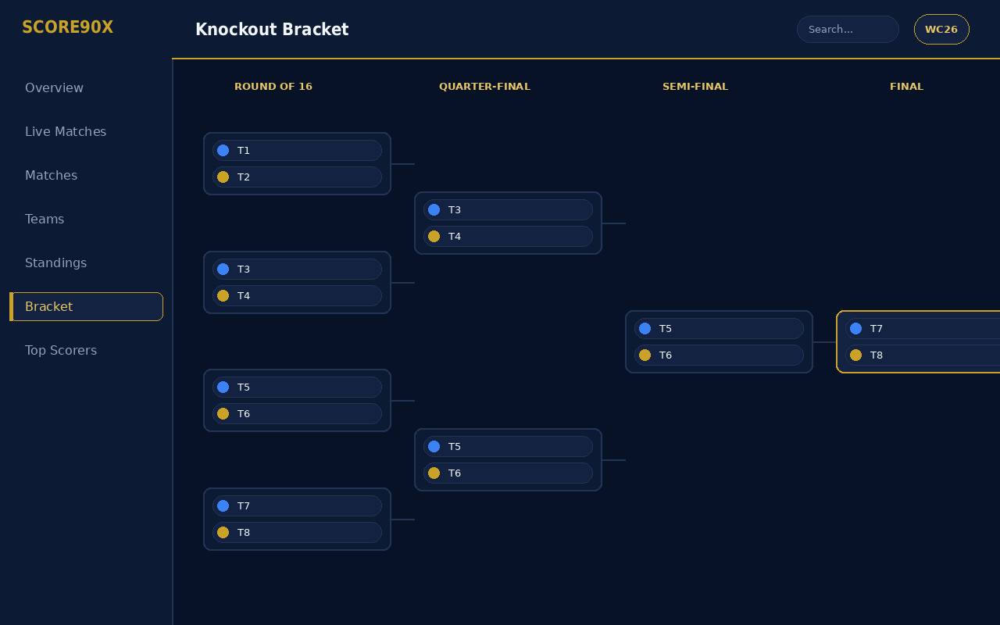 SCORE90X
Knockout Bracket
Search...
WC26
Overview
Live Matches
Matches
Teams
Standings
Bracket
Top Scorers
ROUND OF 16
QUARTER-FINAL
SEMI-FINAL
FINAL
T1
T2
T3
T4
T5
T6
T7
T8
T3
T4
T5
T6
T5
T6
T7
T8